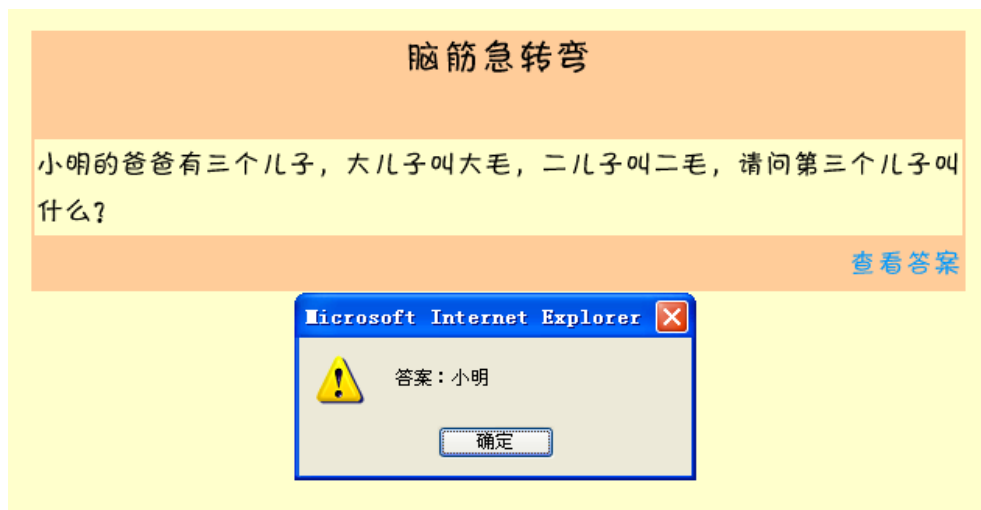 脑筋急转弯
小明的爸爸有三个儿子，大儿子叫大毛，二儿子叫二毛，请问第三个儿子叫
什么？
查看答案
Microsoft Internet Explorer
答案：小明
确定